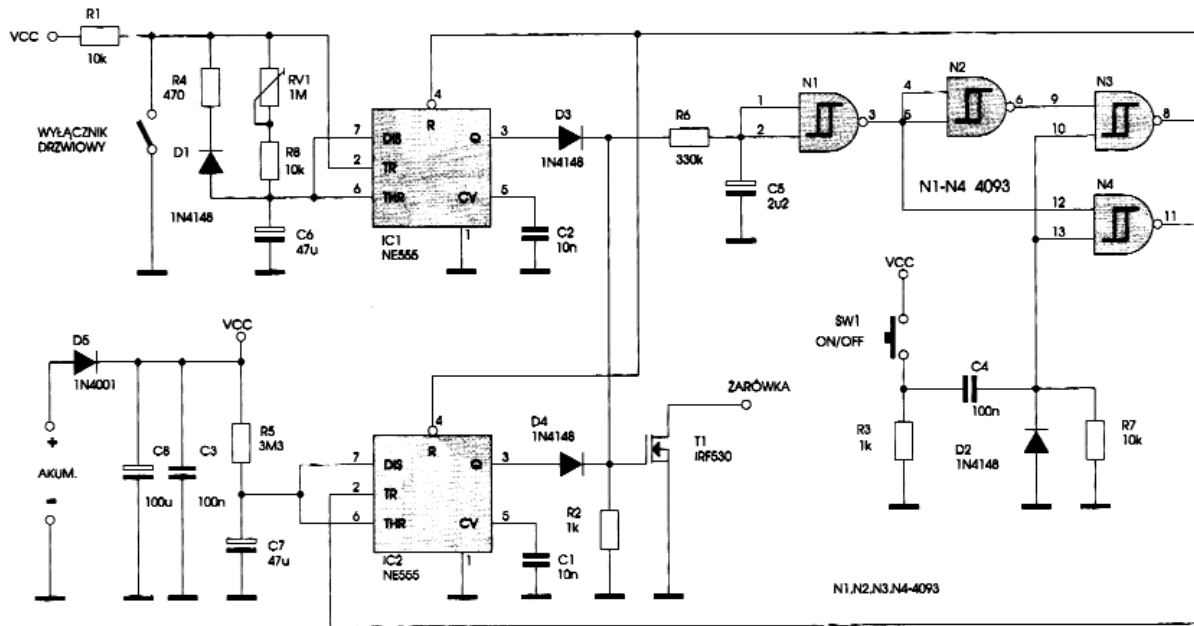 R1
VCC
10k
R4
470
RV1
1M
WYŁĄCZNIK
DRZWIOWY
D1
R8
10k
1N4148
C6
47u
4
R
7
DIS
Q
3
2
TR
6
THR
CV
5
1
IC1
NE555
C2
10n
D3
1N4148
R6
330k
C5
2u2
N1
1
2
3
N2
4
5
6
N3
9
10
8
N1-N4 4093
N4
12
13
11
VCC
SW1
ON/OFF
C4
100n
R3
1k
D2
1N4148
R7
10k
D5
1N4001
VCC
R5
3M3
+
AKUM.
-
C8
100u
C3
100n
C7
47u
4
R
7
DIS
Q
3
2
TR
6
THR
CV
5
1
IC2
NE555
C1
10n
D4
1N4148
R2
1k
ŻARÓWKA
T1
IRF530
N1,N2,N3,N4-4093